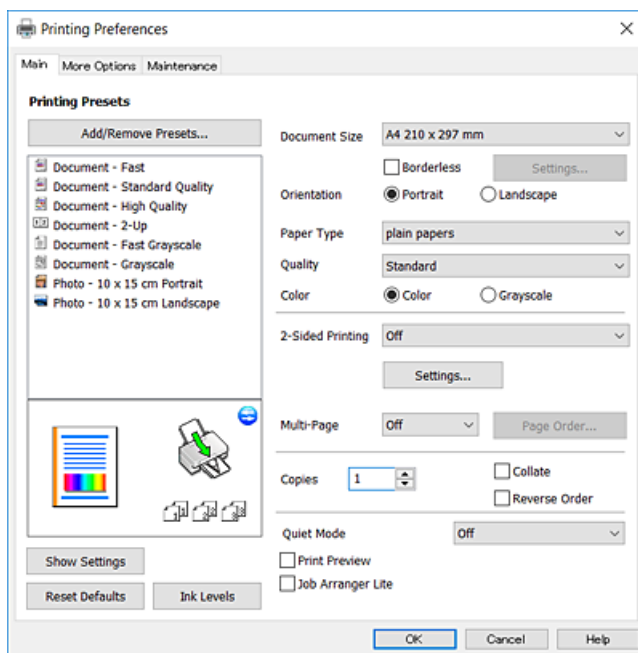 Printing Preferences
Main More Options Maintenance
Printing Presets
Add/Remove Presets...
Document - Fast
Document - Standard Quality
Document - High Quality
Document - 2-Up
Document - Fast Grayscale
Document - Grayscale
Photo - 10 x 15 cm Portrait
Photo - 10 x 15 cm Landscape
Show Settings
Reset Defaults Ink Levels
Document Size A4 210 x 297 mm
Borderless Settings...
Orientation Portrait Landscape
Paper Type plain papers
Quality Standard
Color Color Grayscale
2-Sided Printing Off
Settings...
Multi-Page Off Page Order...
Copies 1 Collate
Reverse Order
Quiet Mode Off
Print Preview
Job Arranger Lite
OK Cancel Help